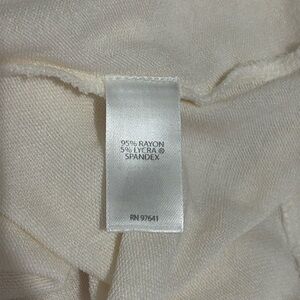 95% RAYON
5% LYCRA ®
SPANDEX
RN 97641